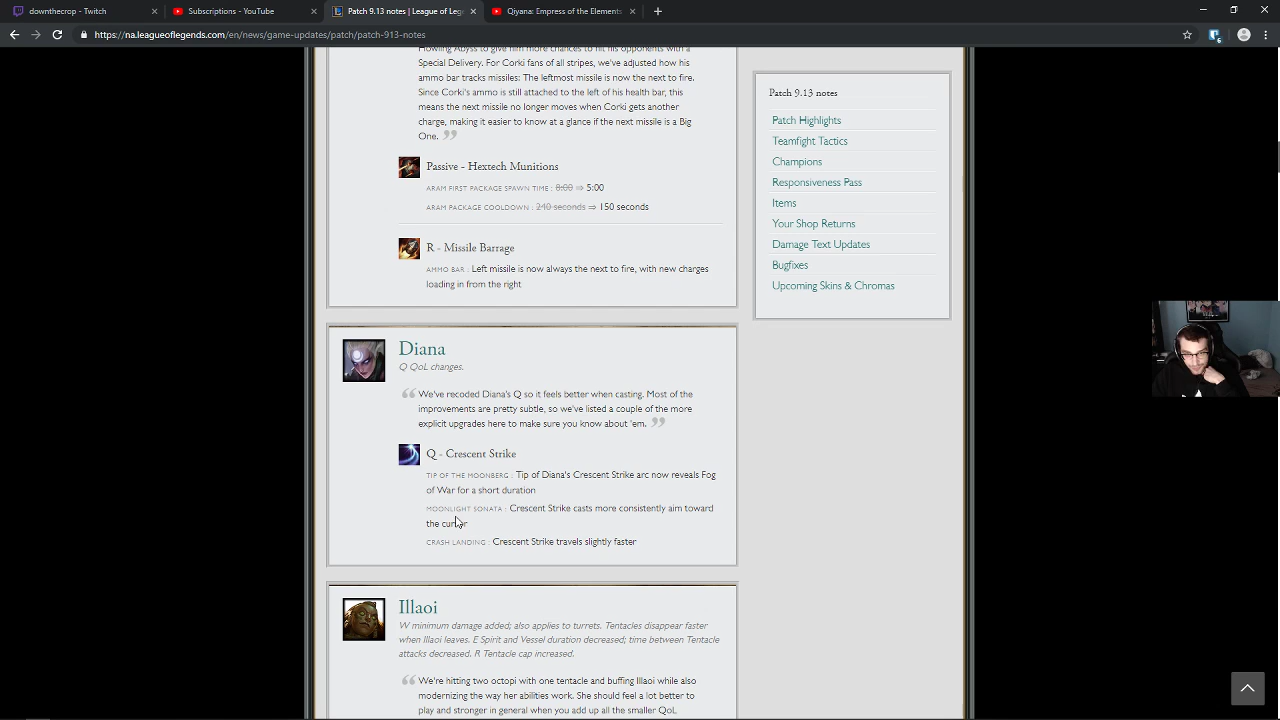 downthecrop - Twitch
Subscriptions - YouTube
Patch 9.13 notes | League of Leg
Qiyana: Empress of the Elements
https://na.leagueoflegends.com/en/news/game-updates/patch/patch-913-notes
6
Howling Abyss to give him more chances to hit his opponents with a
Special Delivery. For Corki fans of all stripes, we've adjusted how his
ammo bar tracks missiles: The leftmost missile is now the next to fire.
Since Corki's ammo is still attached to the left of his health bar, this
means the next missile no longer moves when Corki gets another
charge, making it easier to know at a glance if the next missile is a Big
One.
Passive - Hextech Munitions
ARAM FIRST PACKAGE SPAWN TIME : 8:00 ⇒ 5:00
ARAM PACKAGE COOLDOWN : 240 seconds ⇒ 150 seconds
R - Missile Barrage
AMMO BAR : Left missile is now always the next to fire, with new charges
loading in from the right
Diana
Q QoL changes.
We've recoded Diana's Q so it feels better when casting. Most of the
improvements are pretty subtle, so we've listed a couple of the more
explicit upgrades here to make sure you know about 'em.
Q - Crescent Strike
TIP OF THE MOONBERG : Tip of Diana's Crescent Strike arc now reveals Fog
of War for a short duration
MOONLIGHT SONATA : Crescent Strike casts more consistently aim toward
the cursor
CRASH LANDING : Crescent Strike travels slightly faster
Illaoi
W minimum damage added; also applies to turrets. Tentacles disappear faster
when Illaoi leaves. E Spirit and Vessel duration decreased; time between Tentacle
attacks decreased. R Tentacle cap increased.
We're hitting two octopi with one tentacle and buffing Illaoi while also
modernizing the way her abilities work. She should feel a lot better to
play and stronger in general when you add up all the smaller QoL
Patch 9.13 notes
Patch Highlights
Teamfight Tactics
Champions
Responsiveness Pass
Items
Your Shop Returns
Damage Text Updates
Bugfixes
Upcoming Skins & Chromas